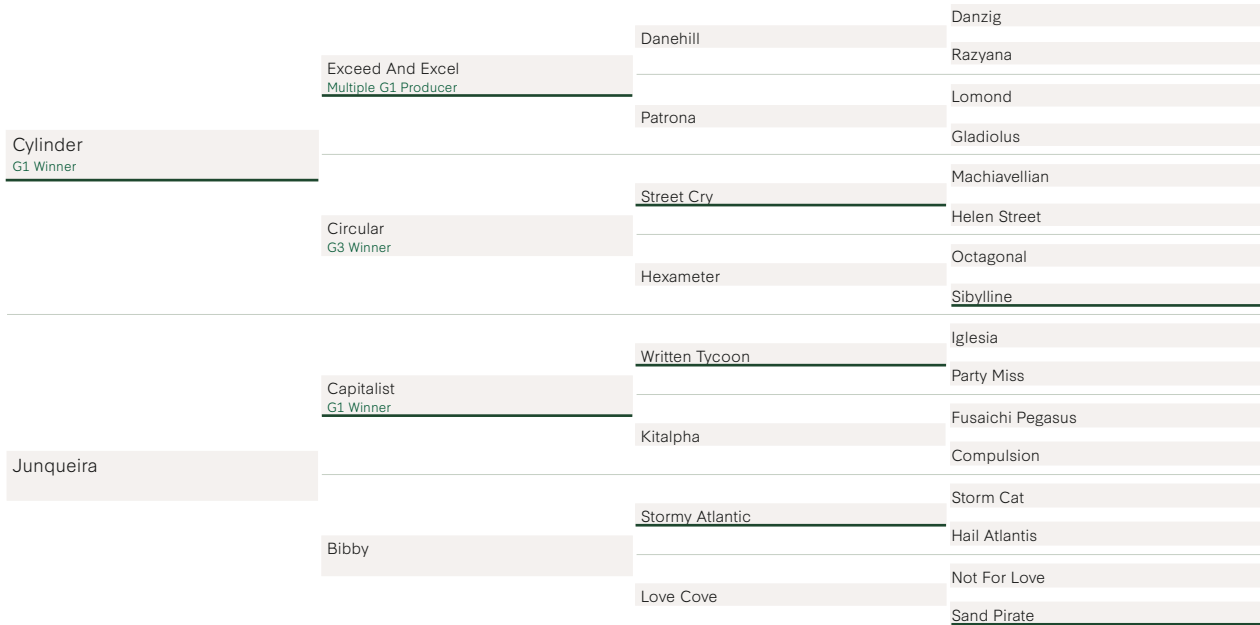 Cylinder
G1 Winner
Exceed And Excel
Multiple G1 Producer
Danehill
Danzig
Razyana
Patrona
Lomond
Gladiolus
Circular
G3 Winner
Street Cry
Machiavellian
Helen Street
Hexameter
Octagonal
Sibylline
Junqueira
Capitalist
G1 Winner
Written Tycoon
Iglesia
Party Miss
Kitalpha
Fusaichi Pegasus
Compulsion
Bibby
Stormy Atlantic
Storm Cat
Hail Atlantis
Love Cove
Not For Love
Sand Pirate